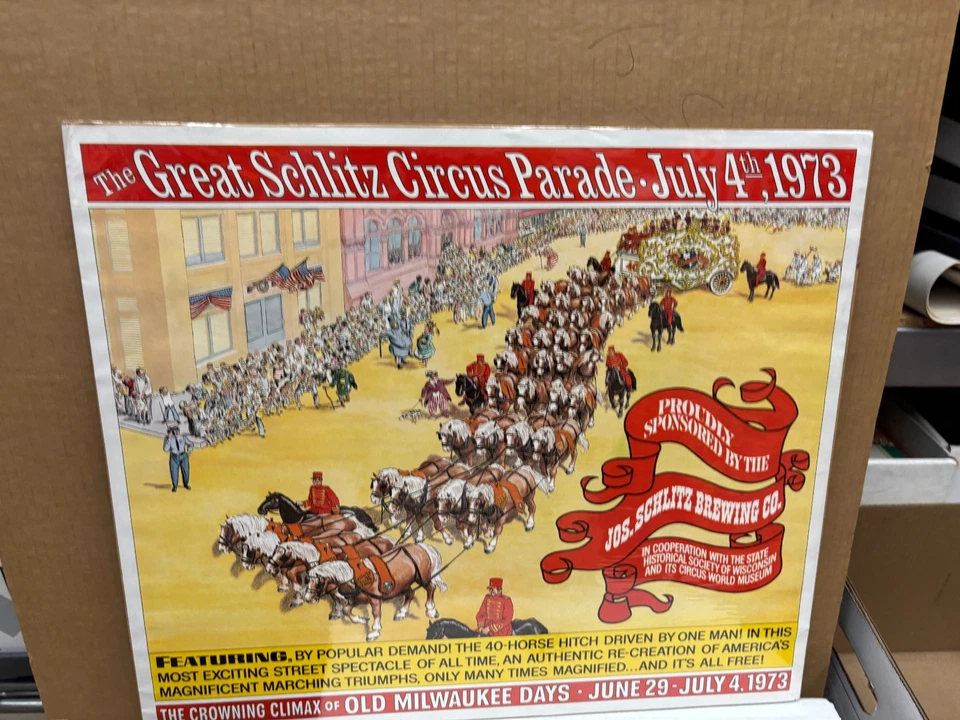 The Great Schlitz Circus Parade · July 4th, 1973
PROUDLY
SPONSORED BY THE
JOS. SCHLITZ BREWING CO.
IN COOPERATION WITH THE STATE
HISTORICAL SOCIETY OF WISCONSIN
AND ITS CIRCUS WORLD MUSEUM
FEATURING, BY POPULAR DEMAND! THE 40-HORSE HITCH DRIVEN BY ONE MAN! IN THIS
MOST EXCITING STREET SPECTACLE OF ALL TIME, AN AUTHENTIC RE-CREATION OF AMERICA'S
MAGNIFICENT MARCHING TRIUMPHS, ONLY MANY TIMES MAGNIFIED...AND IT'S ALL FREE!
THE CROWNING CLIMAX OF OLD MILWAUKEE DAYS · JUNE 29 - JULY 4, 1973